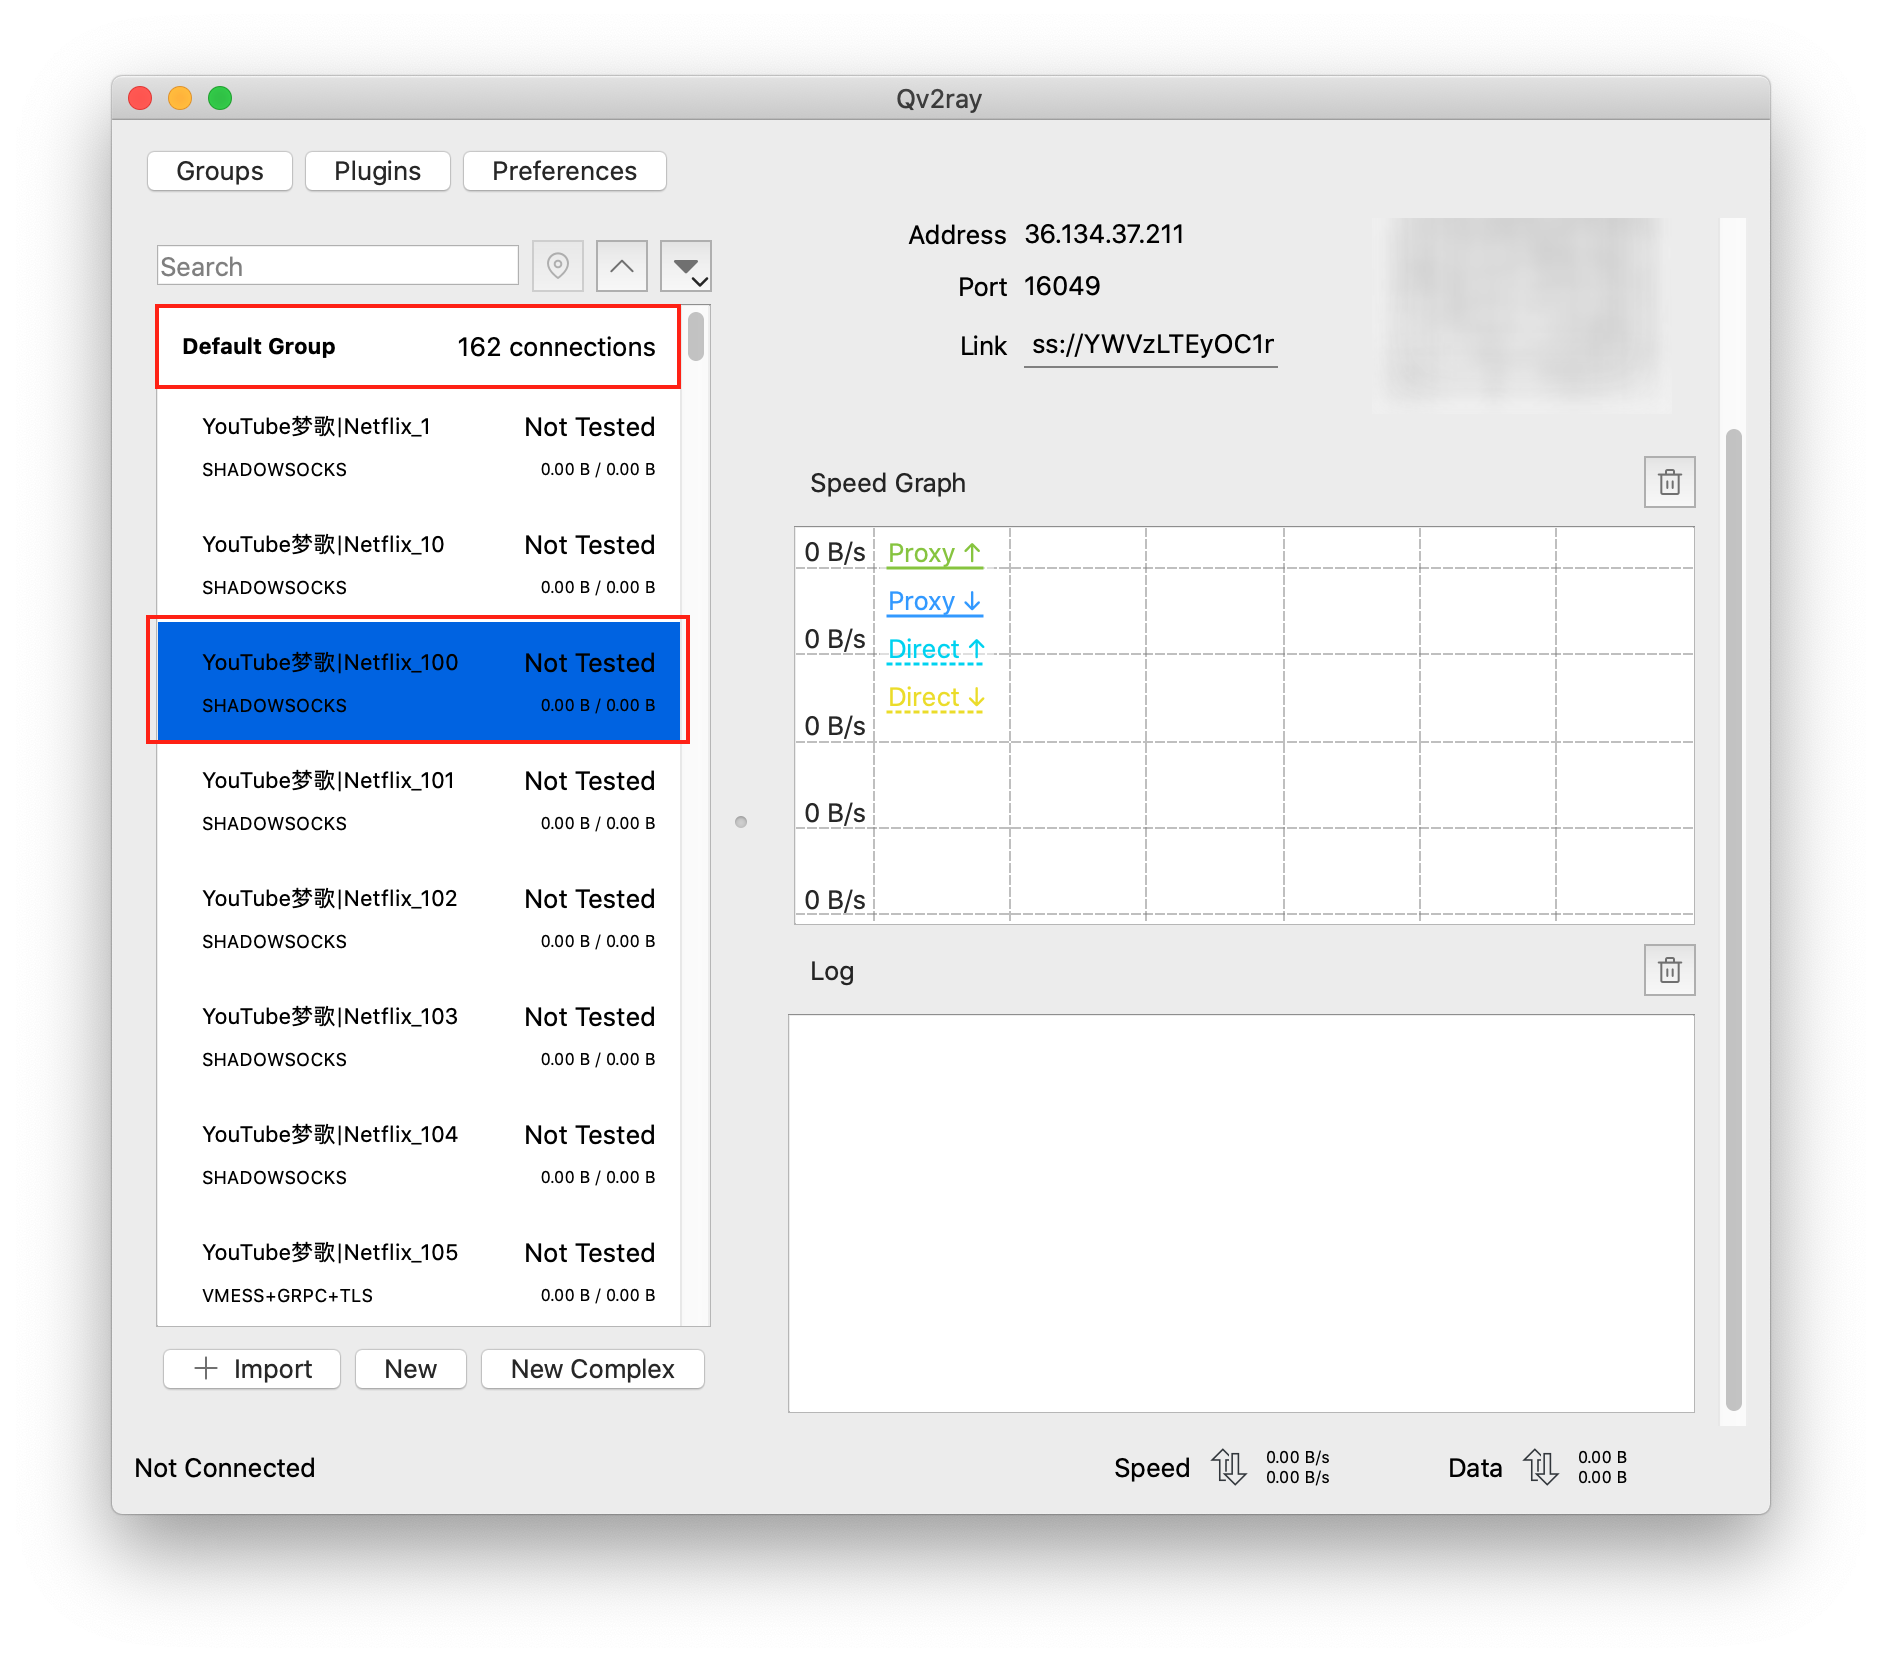 Qv2ray
Groups
Plugins
Preferences
Search
Default Group 162 connections
YouTube梦歌|Netflix_1 Not Tested
SHADOWSOCKS 0.00 B / 0.00 B
YouTube梦歌|Netflix_10 Not Tested
SHADOWSOCKS 0.00 B / 0.00 B
YouTube梦歌|Netflix_100 Not Tested
SHADOWSOCKS 0.00 B / 0.00 B
YouTube梦歌|Netflix_101 Not Tested
SHADOWSOCKS 0.00 B / 0.00 B
YouTube梦歌|Netflix_102 Not Tested
SHADOWSOCKS 0.00 B / 0.00 B
YouTube梦歌|Netflix_103 Not Tested
SHADOWSOCKS 0.00 B / 0.00 B
YouTube梦歌|Netflix_104 Not Tested
SHADOWSOCKS 0.00 B / 0.00 B
YouTube梦歌|Netflix_105 Not Tested
VMESS+GRPC+TLS 0.00 B / 0.00 B
Import
New
New Complex
Address 36.134.37.211
Port 16049
Link ss://YWVzLTEyOC1r
Speed Graph
0 B/s
0 B/s
0 B/s
0 B/s
0 B/s
Proxy ↑
Proxy ↓
Direct ↑
Direct ↓
Log
Not Connected
Speed
0.00 B/s
0.00 B/s
Data
0.00 B
0.00 B